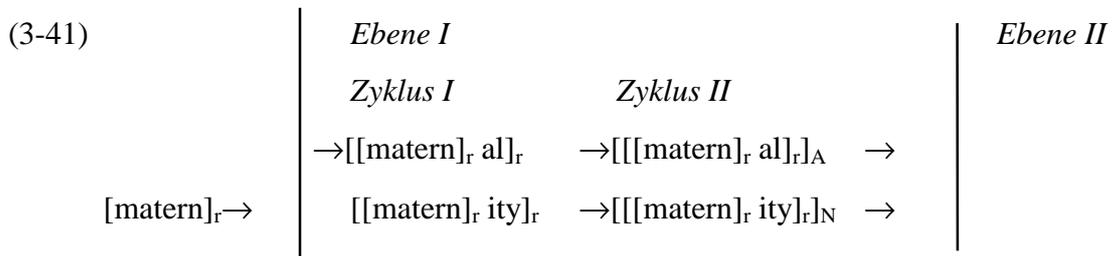 (3-41) Ebene I Ebene II
Zyklus I Zyklus II
→[[matern]r al]r →[[[matern]r al]r]A →
[matern]r→ [[matern]r ity]r →[[[matern]r ity]r]N →